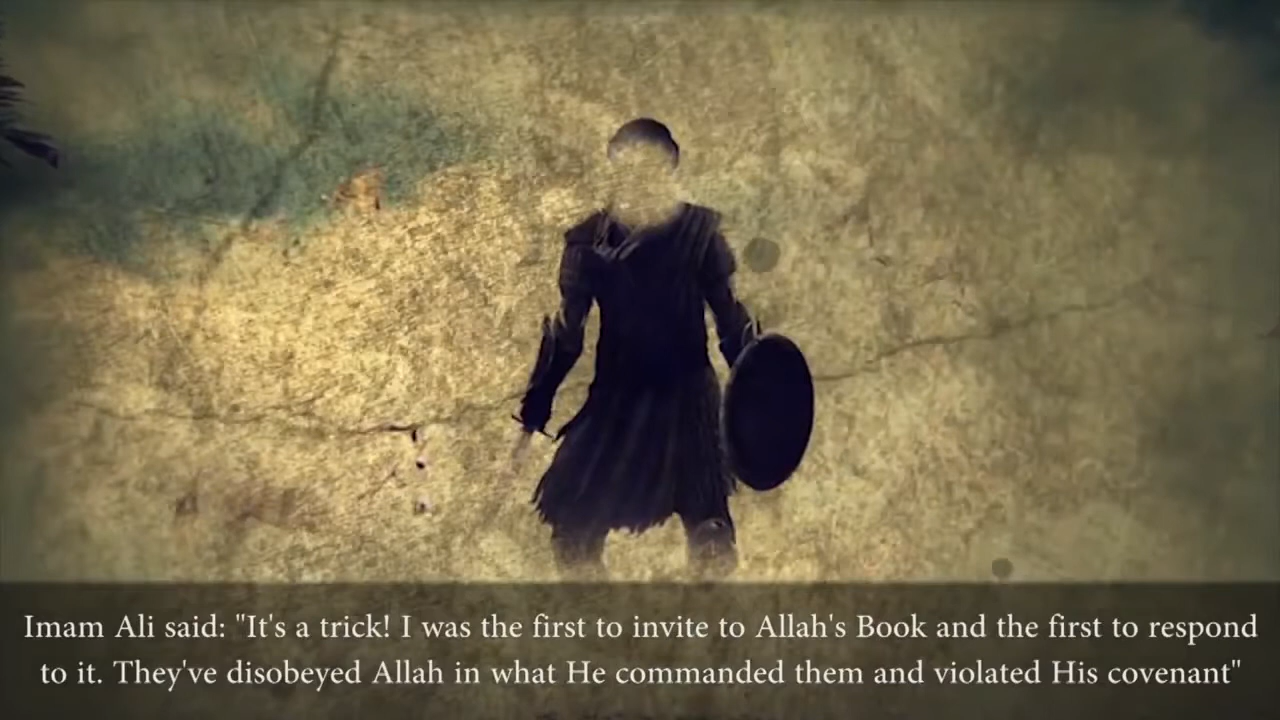 Imam Ali said: "It's a trick! I was the first to invite to Allah's Book and the first to respond
to it. They've disobeyed Allah in what He commanded them and violated His covenant"